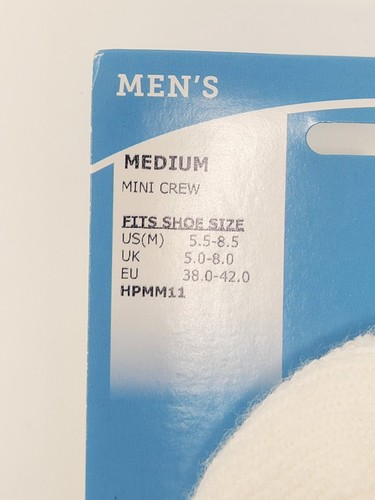 MEN'S
MEDIUM
MINI CREW
FITS SHOE SIZE
US(M) 5.5-8.5
UK 5.0-8.0
EU 38.0-42.0
HPMM11